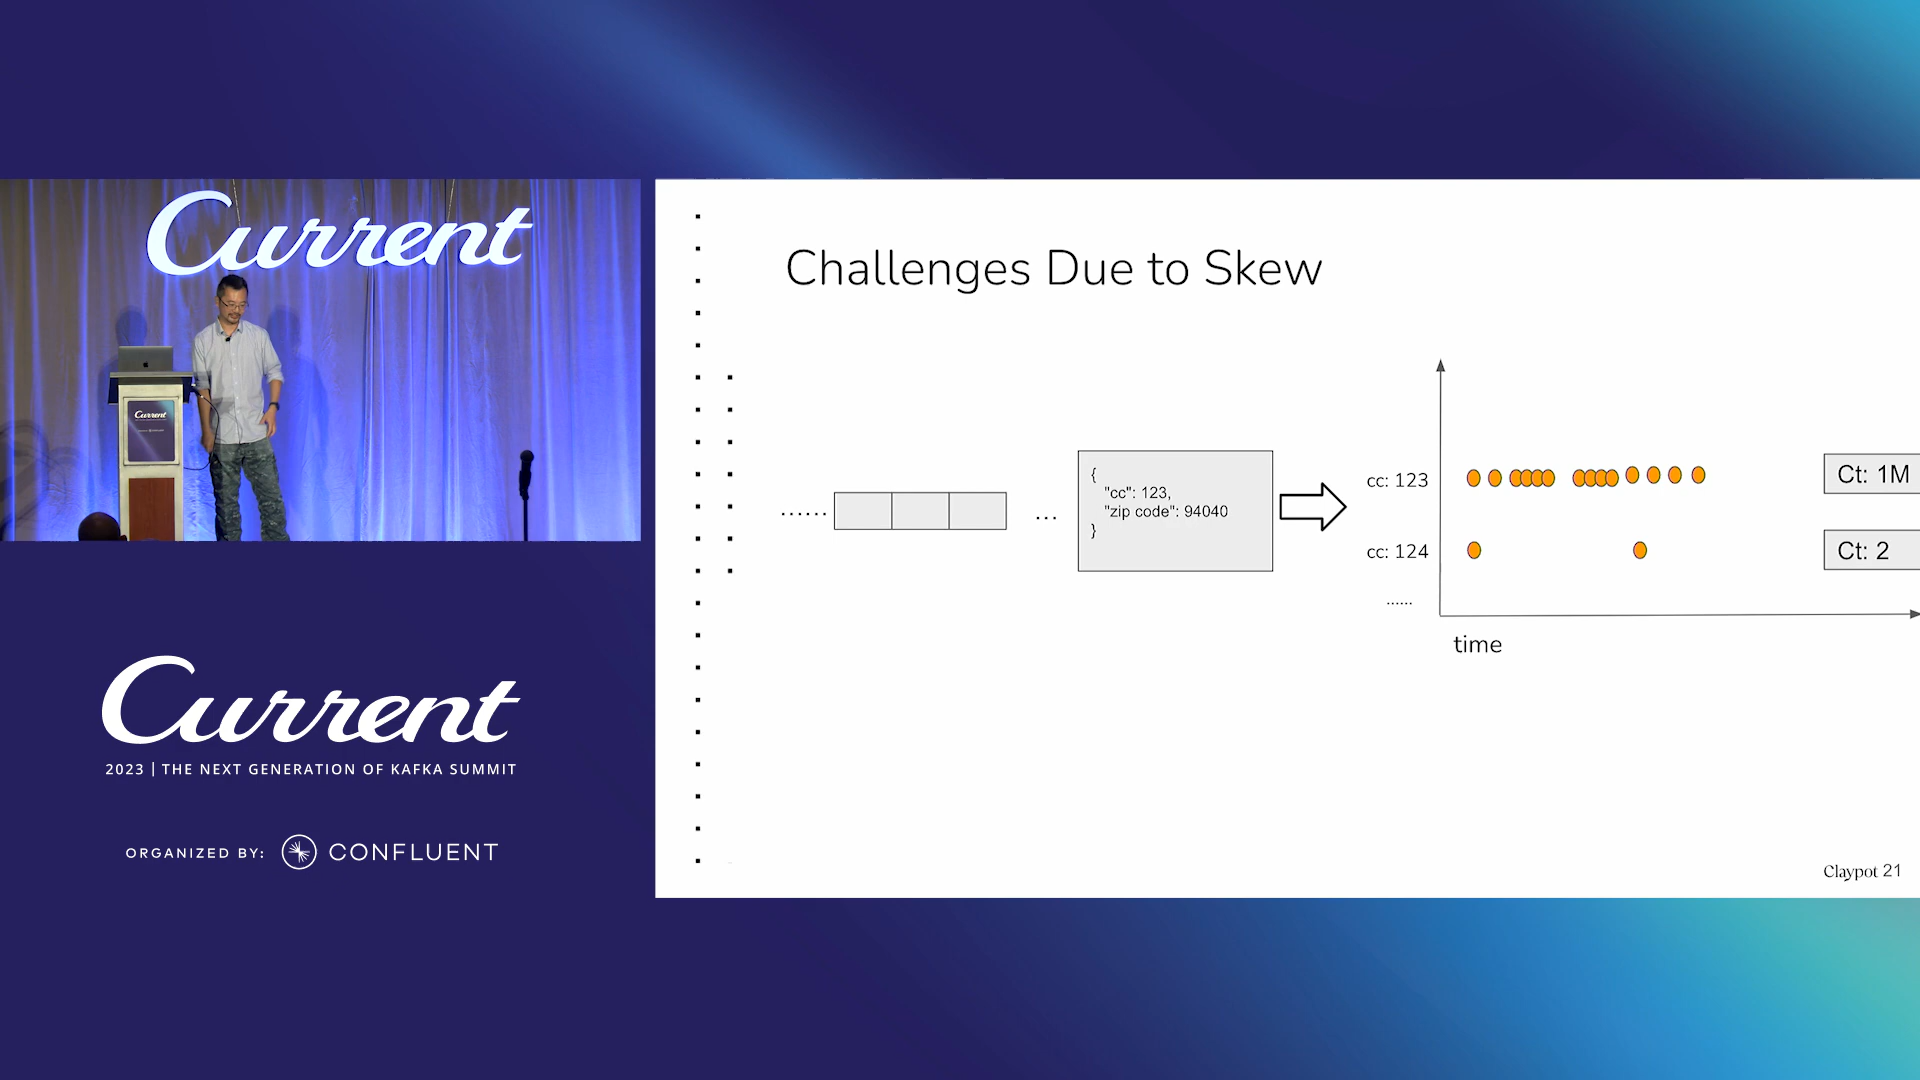 Current
Current
Current
2023 | THE NEXT GENERATION OF KAFKA SUMMIT
ORGANIZED BY: CONFLUENT
Challenges Due to Skew
......
...
{
"cc": 123,
"zip code": 94040
}
cc: 123
cc: 124
......
time
Ct: 1M
Ct: 2
Claypot 21